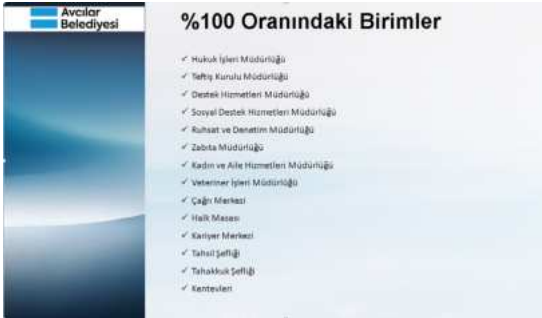 Avcılar
Belediyesi
%100 Oranındaki Birimler
✓ Hukuk İşleri Müdürlüğü
✓ Teftiş Kurulu Müdürlüğü
✓ Destek Hizmetleri Müdürlüğü
✓ Sosyal Destek Hizmetleri Müdürlüğü
✓ Ruhsat ve Denetim Müdürlüğü
✓ Zabıta Müdürlüğü
✓ Kadın ve Aile Hizmetleri Müdürlüğü
✓ Veteriner İşleri Müdürlüğü
✓ Çağrı Merkezi
✓ Halk Masası
✓ Kariyer Merkezi
✓ Tahsil Şefliği
✓ Tahakkuk Şefliği
✓ Kentevleri